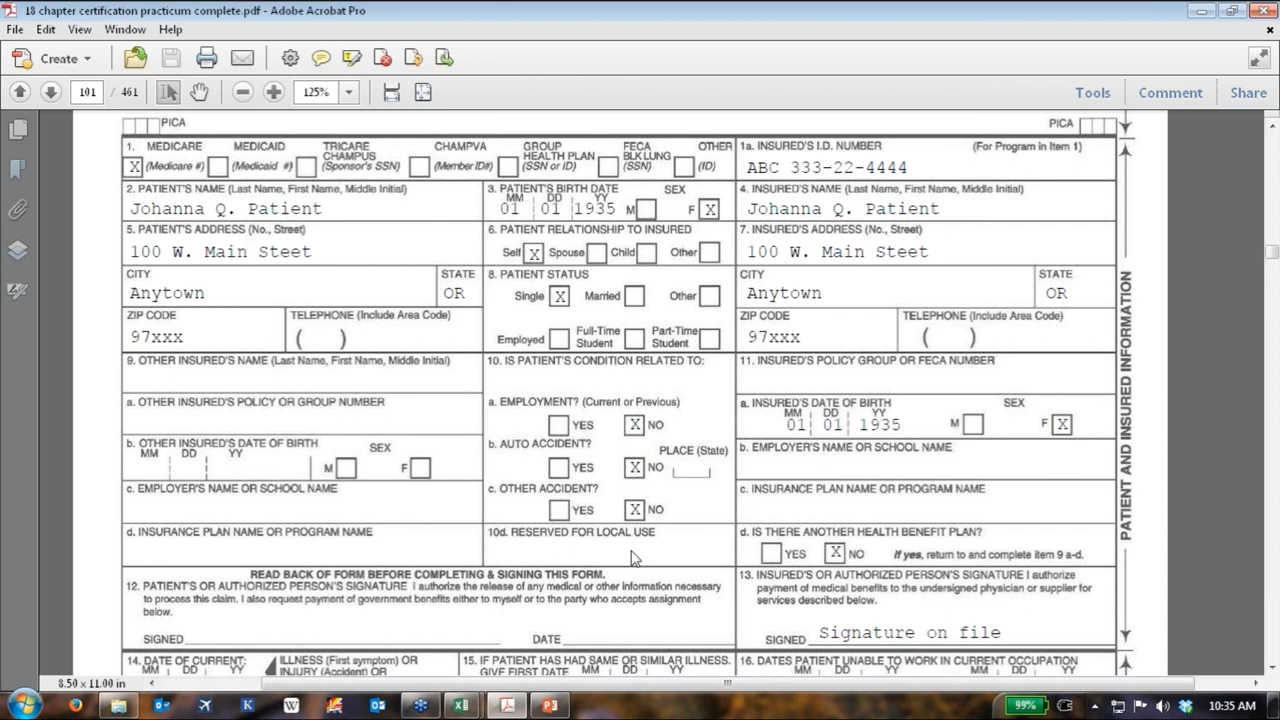 18 chapter certification practicum complete.pdf - Adobe Acrobat Pro
File Edit View Window Help
Create
101 / 461 125% Tools Comment Share
PICA PICA
1. MEDICARE MEDICAID TRICARE CHAMPUS CHAMPVA GROUP HEALTH PLAN FECA BLK LUNG OTHER
X (Medicare #) (Medicaid #) (Sponsor's SSN) (Member ID#) (SSN or ID) (SSN) (ID)
1a. INSURED'S I.D. NUMBER (For Program in Item 1)
ABC 333-22-4444
2. PATIENT'S NAME (Last Name, First Name, Middle Initial)
Johanna Q. Patient
3. PATIENT'S BIRTH DATE SEX
MM DD YY
01 01 1935 M F X
4. INSURED'S NAME (Last Name, First Name, Middle Initial)
Johanna Q. Patient
5. PATIENT'S ADDRESS (No., Street)
100 W. Main Steet
6. PATIENT RELATIONSHIP TO INSURED
Self X Spouse Child Other
7. INSURED'S ADDRESS (No., Street)
100 W. Main Steet
CITY STATE
Anytown OR
8. PATIENT STATUS
Single X Married Other
CITY STATE
Anytown OR
ZIP CODE TELEPHONE (Include Area Code)
97xxx ( )
Employed Full-Time Student Part-Time Student
ZIP CODE TELEPHONE (Include Area Code)
97xxx ( )
9. OTHER INSURED'S NAME (Last Name, First Name, Middle Initial)
10. IS PATIENT'S CONDITION RELATED TO:
11. INSURED'S POLICY GROUP OR FECA NUMBER
a. OTHER INSURED'S POLICY OR GROUP NUMBER
a. EMPLOYMENT? (Current or Previous)
YES X NO
a. INSURED'S DATE OF BIRTH SEX
MM DD YY
01 01 1935 M F X
b. OTHER INSURED'S DATE OF BIRTH SEX
MM DD YY
M F
b. AUTO ACCIDENT? PLACE (State)
YES X NO
b. EMPLOYER'S NAME OR SCHOOL NAME
c. EMPLOYER'S NAME OR SCHOOL NAME
c. OTHER ACCIDENT?
YES X NO
c. INSURANCE PLAN NAME OR PROGRAM NAME
d. INSURANCE PLAN NAME OR PROGRAM NAME
10d. RESERVED FOR LOCAL USE
d. IS THERE ANOTHER HEALTH BENEFIT PLAN?
YES X NO If yes, return to and complete item 9 a-d.
READ BACK OF FORM BEFORE COMPLETING & SIGNING THIS FORM.
12. PATIENT'S OR AUTHORIZED PERSON'S SIGNATURE I authorize the release of any medical or other information necessary
to process this claim. I also request payment of government benefits either to myself or to the party who accepts assignment
below.
SIGNED DATE
13. INSURED'S OR AUTHORIZED PERSON'S SIGNATURE I authorize
payment of medical benefits to the undersigned physician or supplier for
services described below.
SIGNED Signature on file
PATIENT AND INSURED INFORMATION
14. DATE OF CURRENT: ILLNESS (First symptom) OR
MM DD YY INJURY (Accident) OR
15. IF PATIENT HAS HAD SAME OR SIMILAR ILLNESS.
GIVE FIRST DATE MM DD YY
16. DATES PATIENT UNABLE TO WORK IN CURRENT OCCUPATION
MM DD YY MM DD YY
8.50 x 11.00 in
99% 10:35 AM